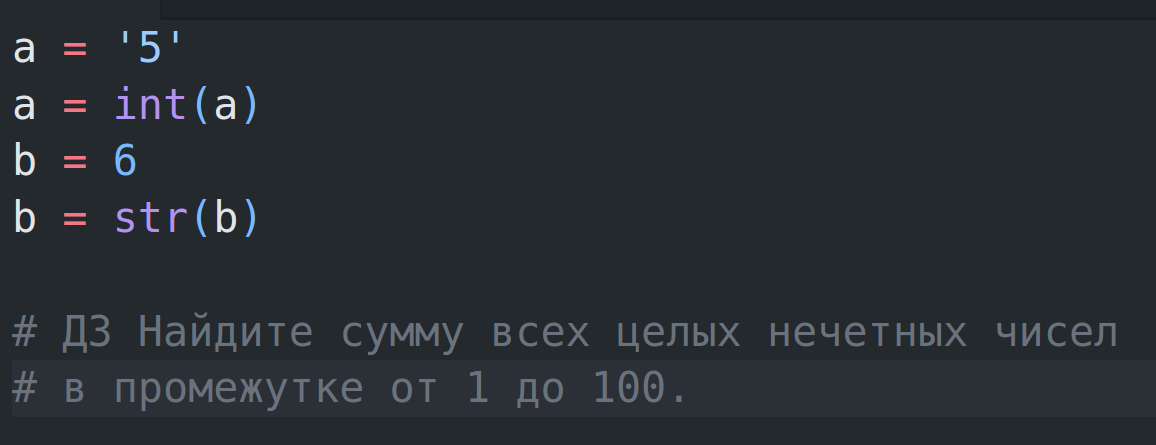 a = '5'
a = int(a)
b = 6
b = str(b)
# ДЗ Найдите сумму всех целых нечетных чисел
# в промежутке от 1 до 100.